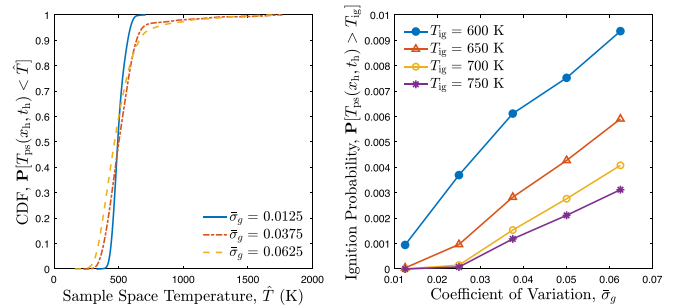 CDF, P[T_ps(x_h, t_h) < T̂]
1
0.9
0.8
0.7
0.6
0.5
0.4
0.3
0.2
0.1
0
σ̄_g = 0.0125
σ̄_g = 0.0375
σ̄_g = 0.0625
0 500 1000 1500 2000
Sample Space Temperature, T̂ (K)
Ignition Probability, P[T_ps(x_h, t_h) > T_ig]
0.01
0.009
0.008
0.007
0.006
0.005
0.004
0.003
0.002
0.001
0
T_ig = 600 K
T_ig = 650 K
T_ig = 700 K
T_ig = 750 K
0.01 0.02 0.03 0.04 0.05 0.06 0.07
Coefficient of Variation, σ̄_g